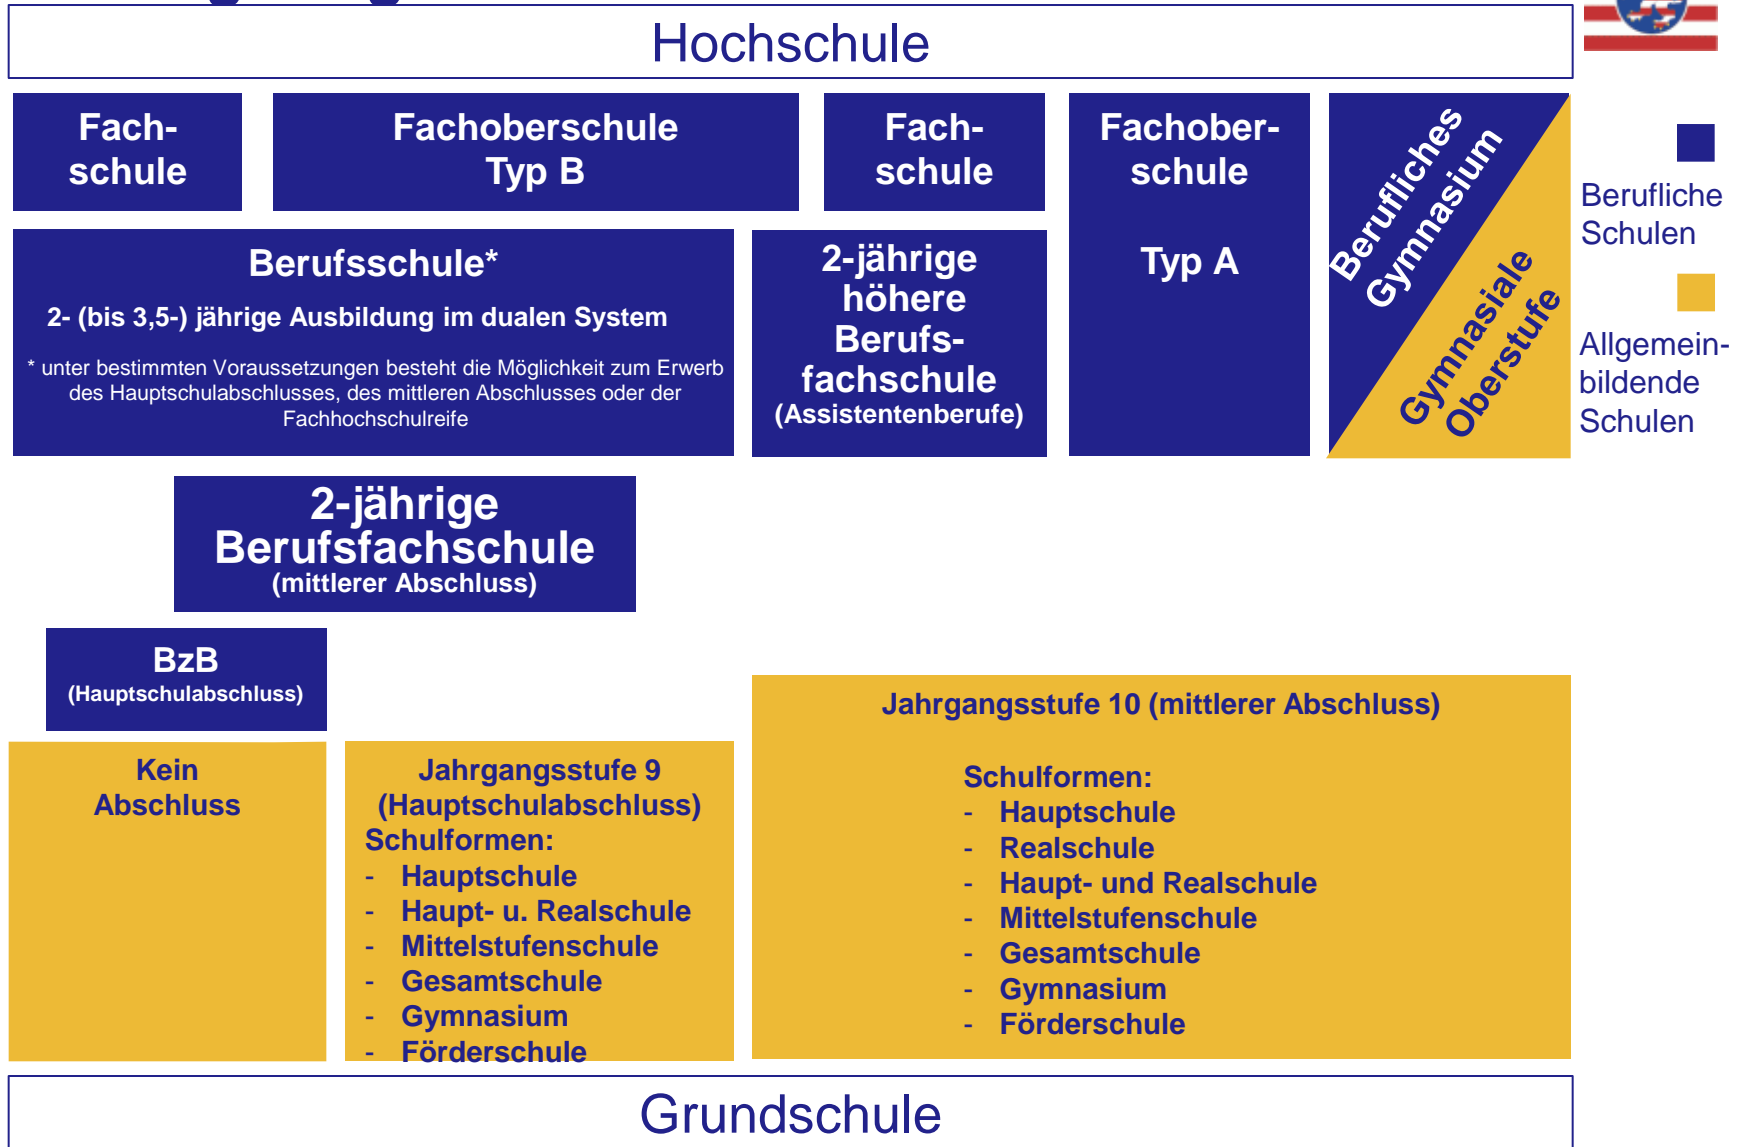 Hochschule
Fach-
schule
Fachoberschule
Typ B
Fach-
schule
Fachober-
schule
Typ A
Berufliches
Gymnasium
Gymnasiale
Oberstufe
Berufliche
Schulen
Allgemein-
bildende
Schulen
Berufsschule*
2- (bis 3,5-) jährige Ausbildung im dualen System
* unter bestimmten Voraussetzungen besteht die Möglichkeit zum Erwerb
des Hauptschulabschlusses, des mittleren Abschlusses oder der
Fachhochschulreife
2-jährige
höhere
Berufs-
fachschule
(Assistentenberufe)
2-jährige
Berufsfachschule
(mittlerer Abschluss)
BzB
(Hauptschulabschluss)
Kein
Abschluss
Jahrgangsstufe 9
(Hauptschulabschluss)
Schulformen:
- Hauptschule
- Haupt- u. Realschule
- Mittelstufenschule
- Gesamtschule
- Gymnasium
- Förderschule
Jahrgangsstufe 10 (mittlerer Abschluss)
Schulformen:
- Hauptschule
- Realschule
- Haupt- und Realschule
- Mittelstufenschule
- Gesamtschule
- Gymnasium
- Förderschule
Grundschule